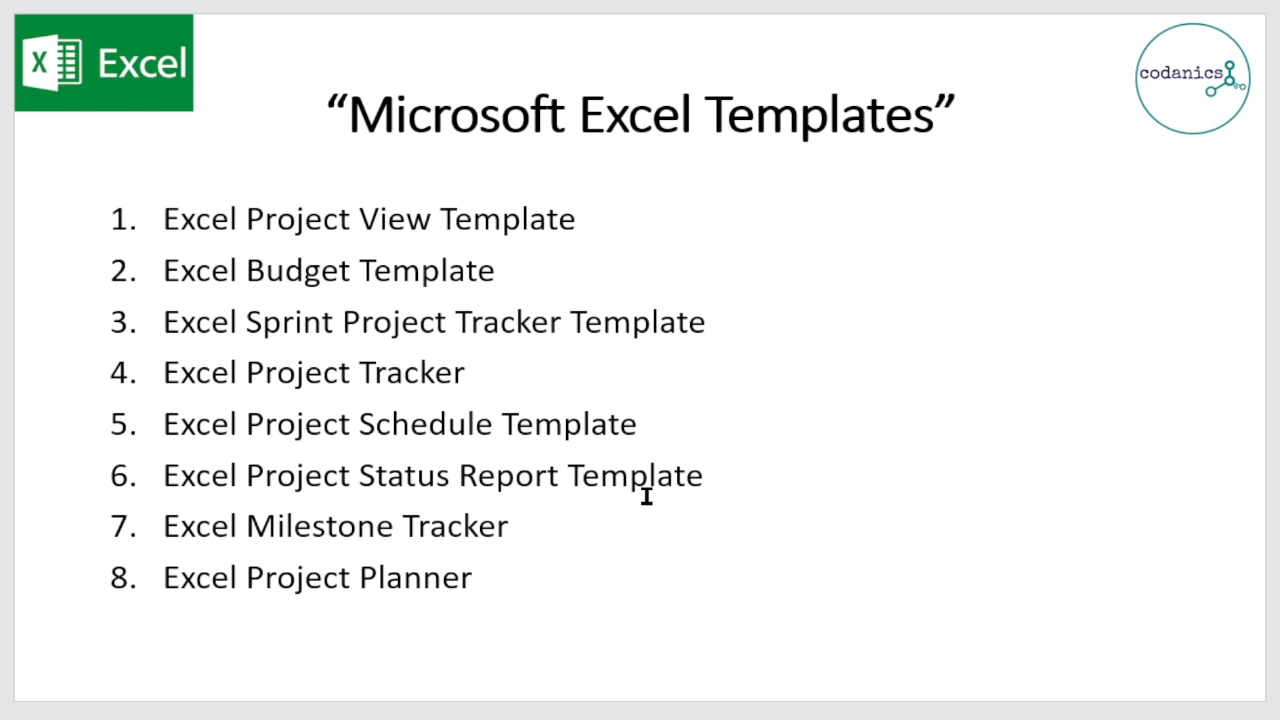 X Excel
codanics
“Microsoft Excel Templates”
1. Excel Project View Template
2. Excel Budget Template
3. Excel Sprint Project Tracker Template
4. Excel Project Tracker
5. Excel Project Schedule Template
6. Excel Project Status Report Template
7. Excel Milestone Tracker
8. Excel Project Planner